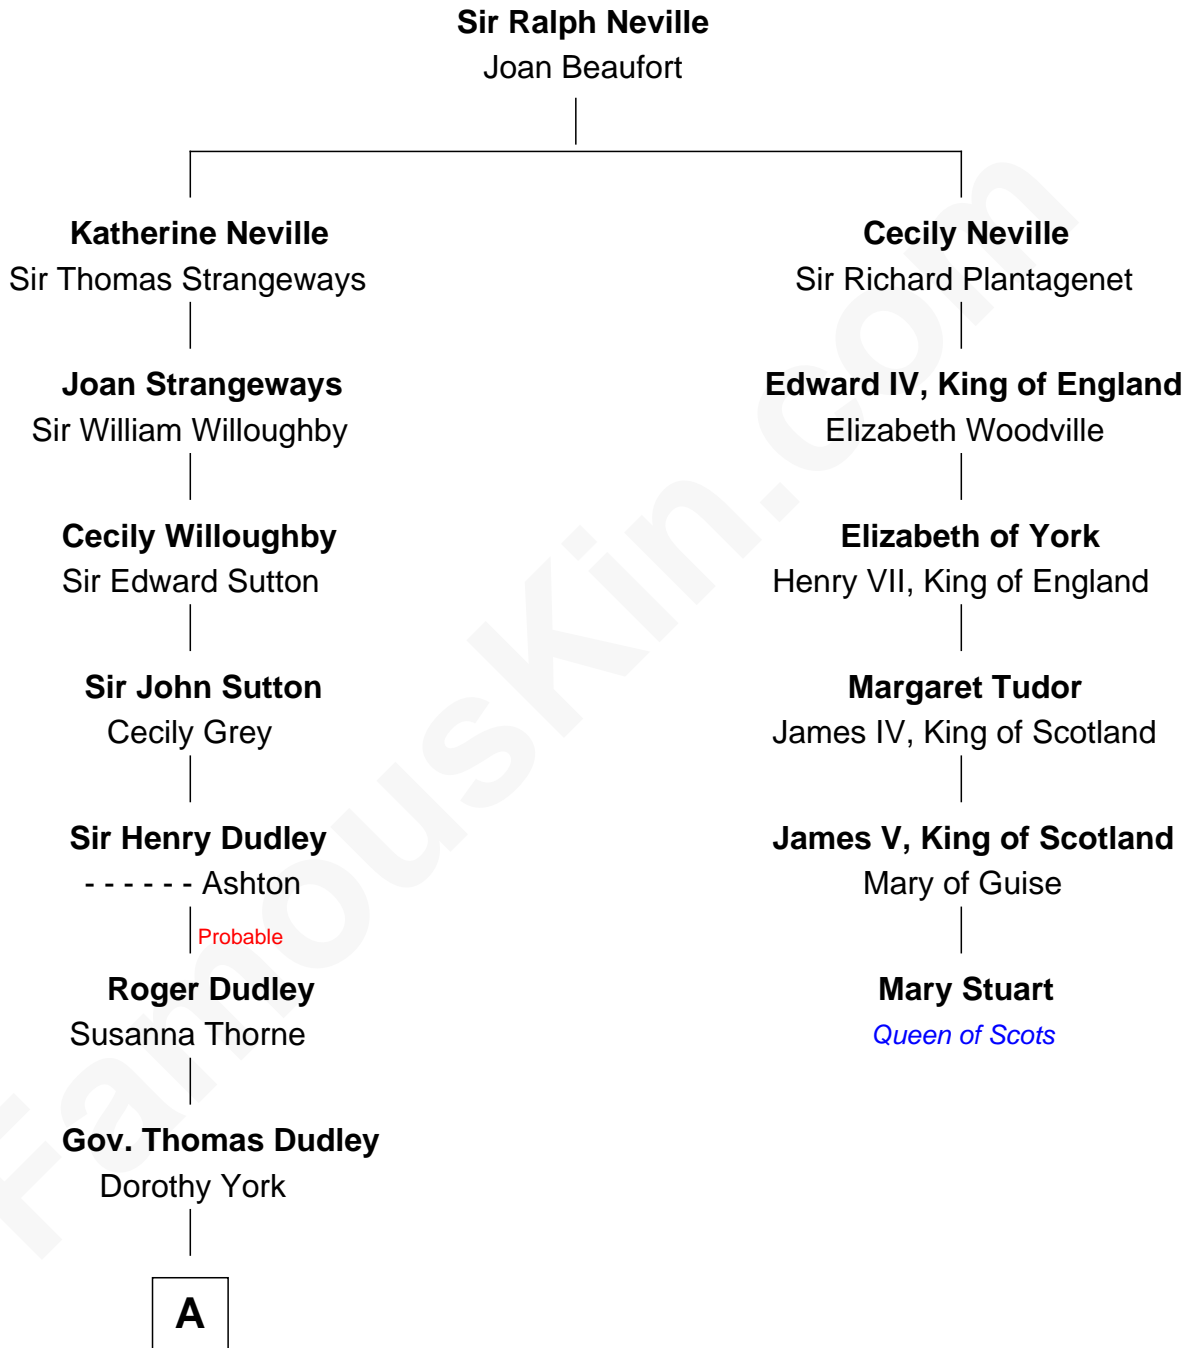 Sir Ralph Neville
Joan Beaufort
Katherine Neville
Sir Thomas Strangeways
Cecily Neville
Sir Richard Plantagenet
Joan Strangeways
Sir William Willoughby
Edward IV, King of England
Elizabeth Woodville
Cecily Willoughby
Sir Edward Sutton
Elizabeth of York
Henry VII, King of England
Sir John Sutton
Cecily Grey
Margaret Tudor
James IV, King of Scotland
Sir Henry Dudley
- - - - - - Ashton
James V, King of Scotland
Mary of Guise
Probable
Roger Dudley
Susanna Thorne
Mary Stuart
Queen of Scots
Gov. Thomas Dudley
Dorothy York
A
FamousKin.com